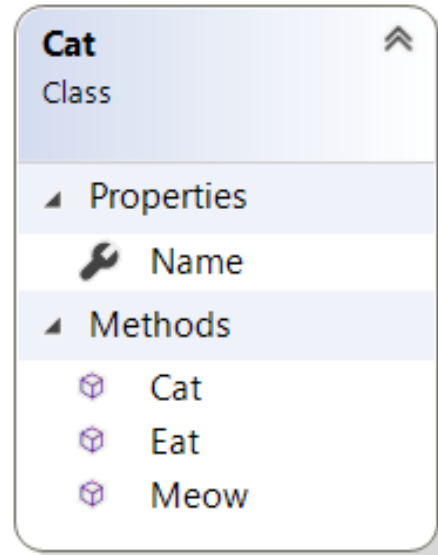 Cat
Class
Properties
Name
Methods
Cat
Eat
Meow